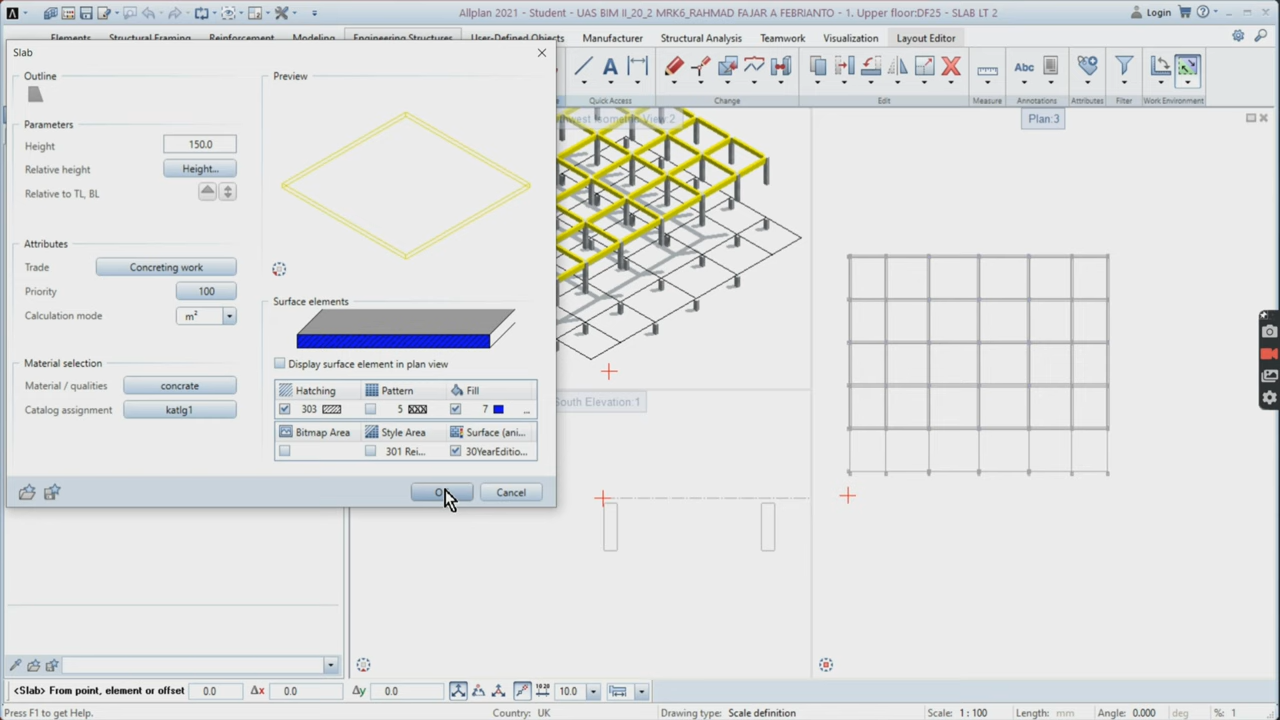 Allplan 2021 - Student - UAS BIM II_20_2 MRK6_RAHMAD FAJAR A FEBRIANTO - 1. Upper floor:DF25 - SLAB LT 2
Login
Elements Structural Framing Reinforcement Modeling Engineering Structures User-Defined Objects Manufacturer Structural Analysis Teamwork Visualization Layout Editor
Slab
Outline
Preview
Parameters
Height 150.0
Relative height Height...
Relative to TL, BL
Attributes
Trade Concreting work
Priority 100
Calculation mode m²
Material selection
Material / qualities concrate
Catalog assignment katlg1
Surface elements
Display surface element in plan view
Hatching Pattern Fill
303 5 7 ...
Bitmap Area Style Area Surface (ani...
301 Rei... 30YearEditio...
Cancel
Quick Access Change Edit Measure Annotations Attributes Filter Work Environment
Abc
Isometric View:2
Plan:3
South Elevation:1
<Slab> From point, element or offset 0.0 Δx 0.0 Δy 0.0 10.20 10.0
Press F1 to get Help. Country: UK Drawing type: Scale definition Scale: 1 : 100 Length: mm Angle: 0.000 deg %: 1